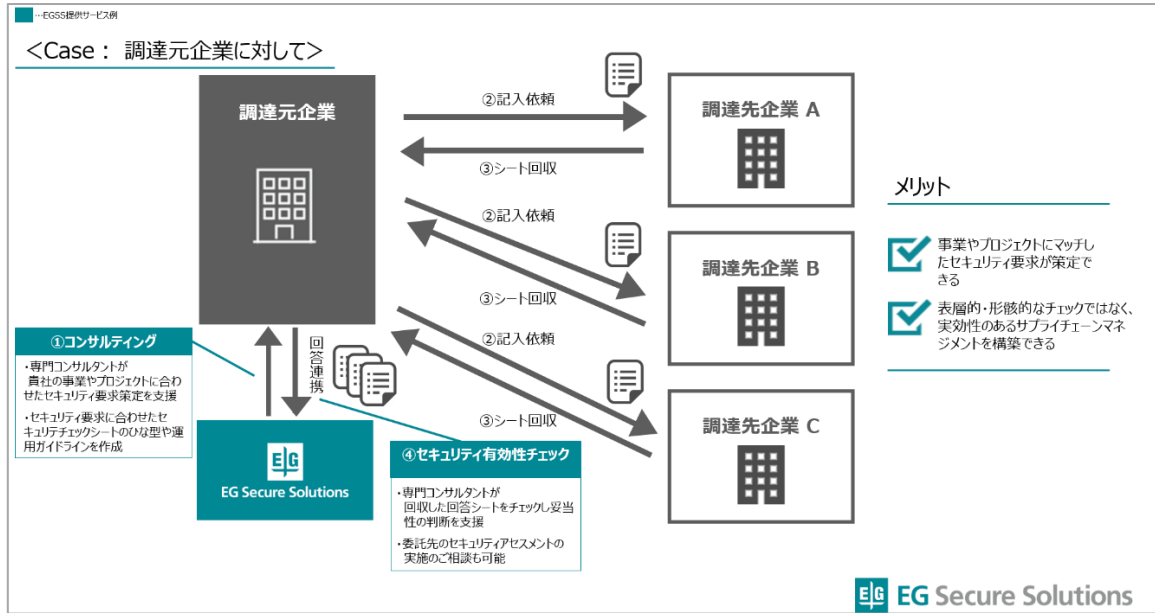 …EGSS提供サービス例
<Case： 調達元企業に対して>
調達元企業
②記入依頼
③シート回収
調達先企業 A
②記入依頼
③シート回収
調達先企業 B
②記入依頼
③シート回収
調達先企業 C
メリット
事業やプロジェクトにマッチし
たセキュリティ要求が策定で
きる
表層的・形骸的なチェックではなく、
実効性のあるサプライチェーンマネ
ジメントを構築できる
①コンサルティング
・専門コンサルタントが
貴社の事業やプロジェクトに合わ
せたセキュリティ要求策定を支援
・セキュリティ要求に合わせたセ
キュリテチェックシートのひな型や運
用ガイドラインを作成
回答連携
EG
EG Secure Solutions
④セキュリティ有効性チェック
・専門コンサルタントが
回収した回答シートをチェックし妥当
性の判断を支援
・委託先のセキュリティアセスメントの
実施のご相談も可能
EG
EG Secure Solutions